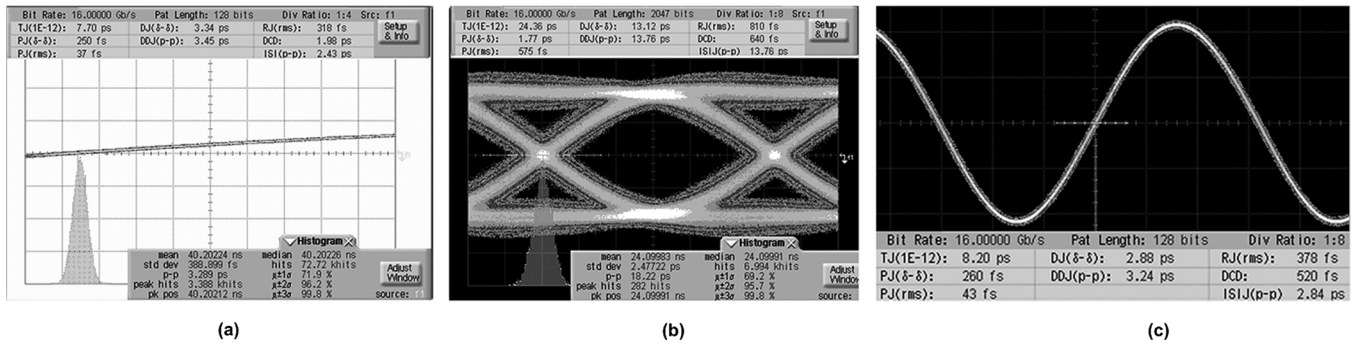 Bit Rate: 16.00000 Gb/s Pat Length: 128 bits Div Ratio: 1:4 Src: f1
TJ(1E-12): 7.70 ps DJ(δ-δ): 3.34 ps RJ(rms): 318 fs
PJ(δ-δ): 250 fs DDJ(p-p): 3.45 ps DCD: 1.98 ps
PJ(rms): 37 fs ISI(p-p): 2.43 ps
Setup & Info
f1
Histogram
mean 40.20224 ns median 40.20226 ns
std dev 388.899 fs hits 72.72 khits
p-p 3.289 ps μ±1σ 71.9 %
peak hits 3.388 khits μ±2σ 96.2 %
pk pos 40.20212 ns μ±3σ 99.8 %
Adjust Window
source: f1
(a)
Bit Rate: 16.00000 Gb/s Pat Length: 2047 bits Div Ratio: 1:8 Src: f1
TJ(1E-12): 24.36 ps DJ(δ-δ): 13.12 ps RJ(rms): 810 fs
PJ(δ-δ): 1.77 ps DDJ(p-p): 13.76 ps DCD: 640 fs
PJ(rms): 575 fs ISIJ(p-p) 13.76 ps
Setup & Info
f1
Histogram
mean 24.09983 ns median 24.09991 ns
std dev 2.47722 ps hits 6.994 khits
p-p 18.22 ps μ±1σ 69.2 %
peak hits 282 hits μ±2σ 95.7 %
pk pos 24.09991 ns μ±3σ 99.8 %
Adjust Window
source:
(b)
Bit Rate: 16.00000 Gb/s Pat Length: 128 bits Div Ratio: 1:8
TJ(1E-12): 8.20 ps DJ(δ-δ): 2.88 ps RJ(rms): 378 fs
PJ(δ-δ): 260 fs DDJ(p-p): 3.24 ps DCD: 520 fs
PJ(rms): 43 fs ISIJ(p-p) 2.84 ps
(c)